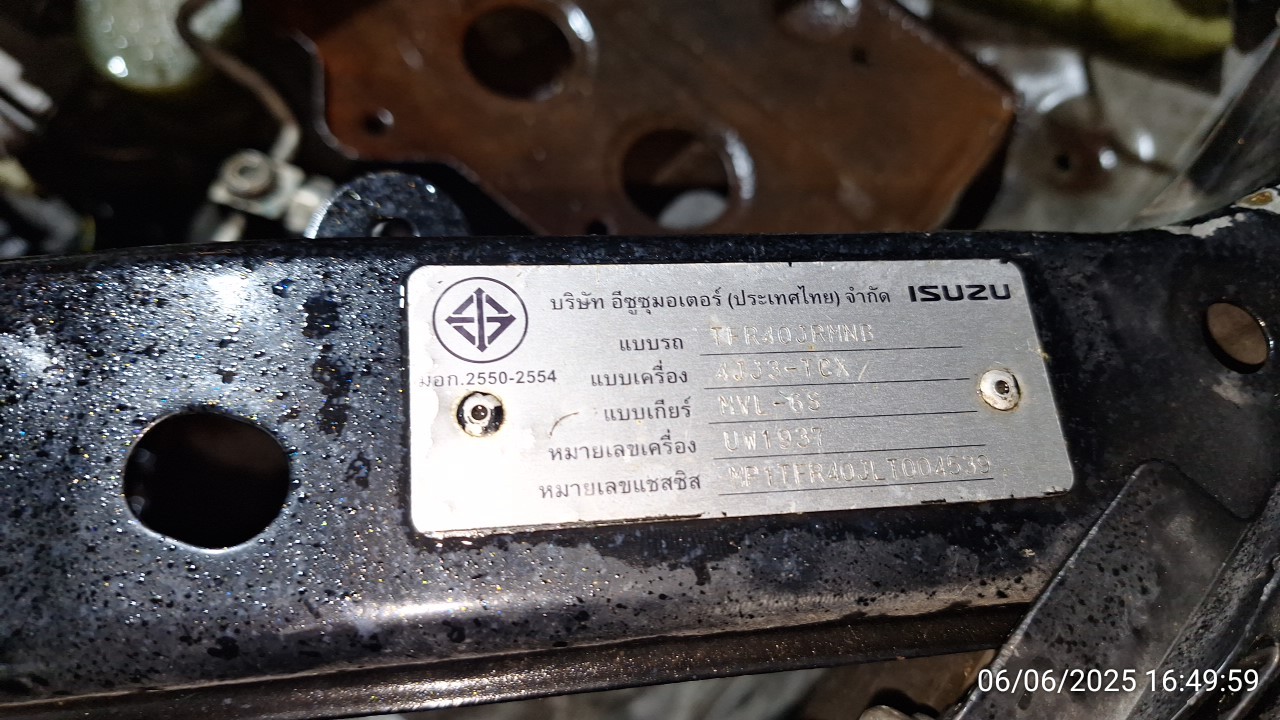 บริษัท อีซูซุมอเตอร์ (ประเทศไทย) จำกัด ISUZU
แบบรถ TFR40JRMNB
มอก.2550-2554 แบบเครื่อง 4JJ3-TCX/
แบบเกียร์ MVL-6S
หมายเลขเครื่อง UW1937
หมายเลขแชสซิส MP1TFR40JLT004539
06/06/2025 16:49:59